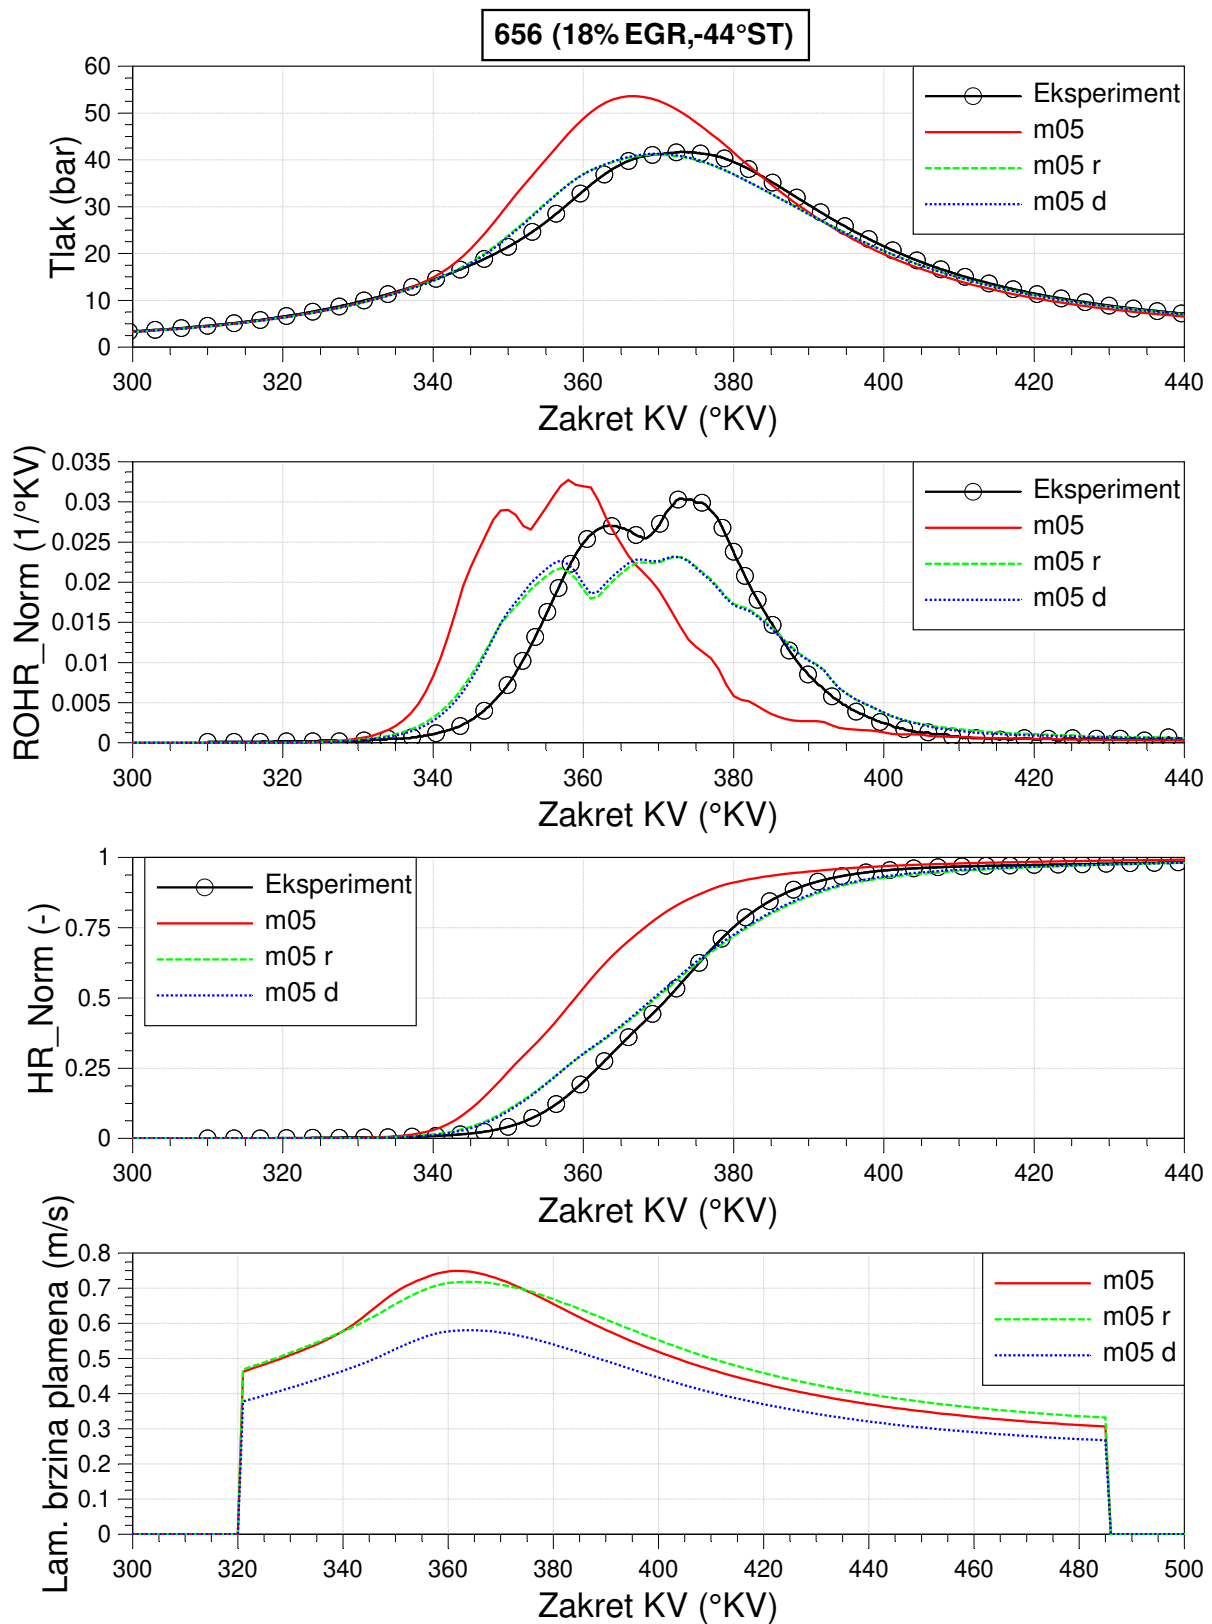 656 (18% EGR,-44°ST)
Tlak (bar)
60
50
40
30
20
10
0
300 320 340 360 380 400 420 440
Zakret KV (°KV)
Eksperiment
m05
m05 r
m05 d
ROHR_Norm (1/°KV)
0.035
0.03
0.025
0.02
0.015
0.01
0.005
0
300 320 340 360 380 400 420 440
Zakret KV (°KV)
Eksperiment
m05
m05 r
m05 d
HR_Norm (-)
1
0.75
0.5
0.25
0
300 320 340 360 380 400 420 440
Zakret KV (°KV)
Eksperiment
m05
m05 r
m05 d
Lam. brzina plamena (m/s)
0.8
0.7
0.6
0.5
0.4
0.3
0.2
0.1
0
300 320 340 360 380 400 420 440 460 480 500
Zakret KV (°KV)
m05
m05 r
m05 d